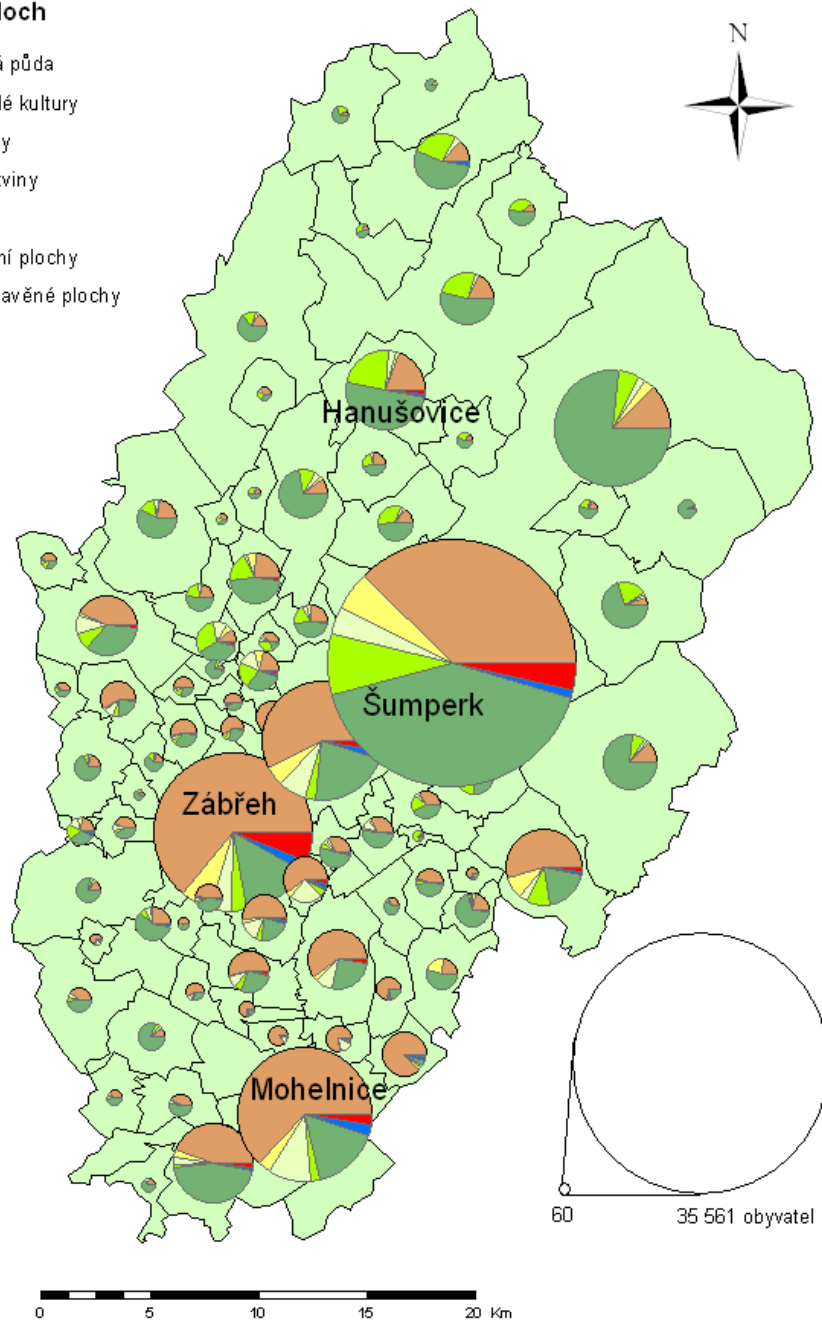 loch
N
á půda
lé kultury
y
tviny
ní plochy
avěné plochy
Hanušovice
Šumperk
Zábřeh
Mohelnice
60
35 561 obyvatel
0 5 10 15 20 Km